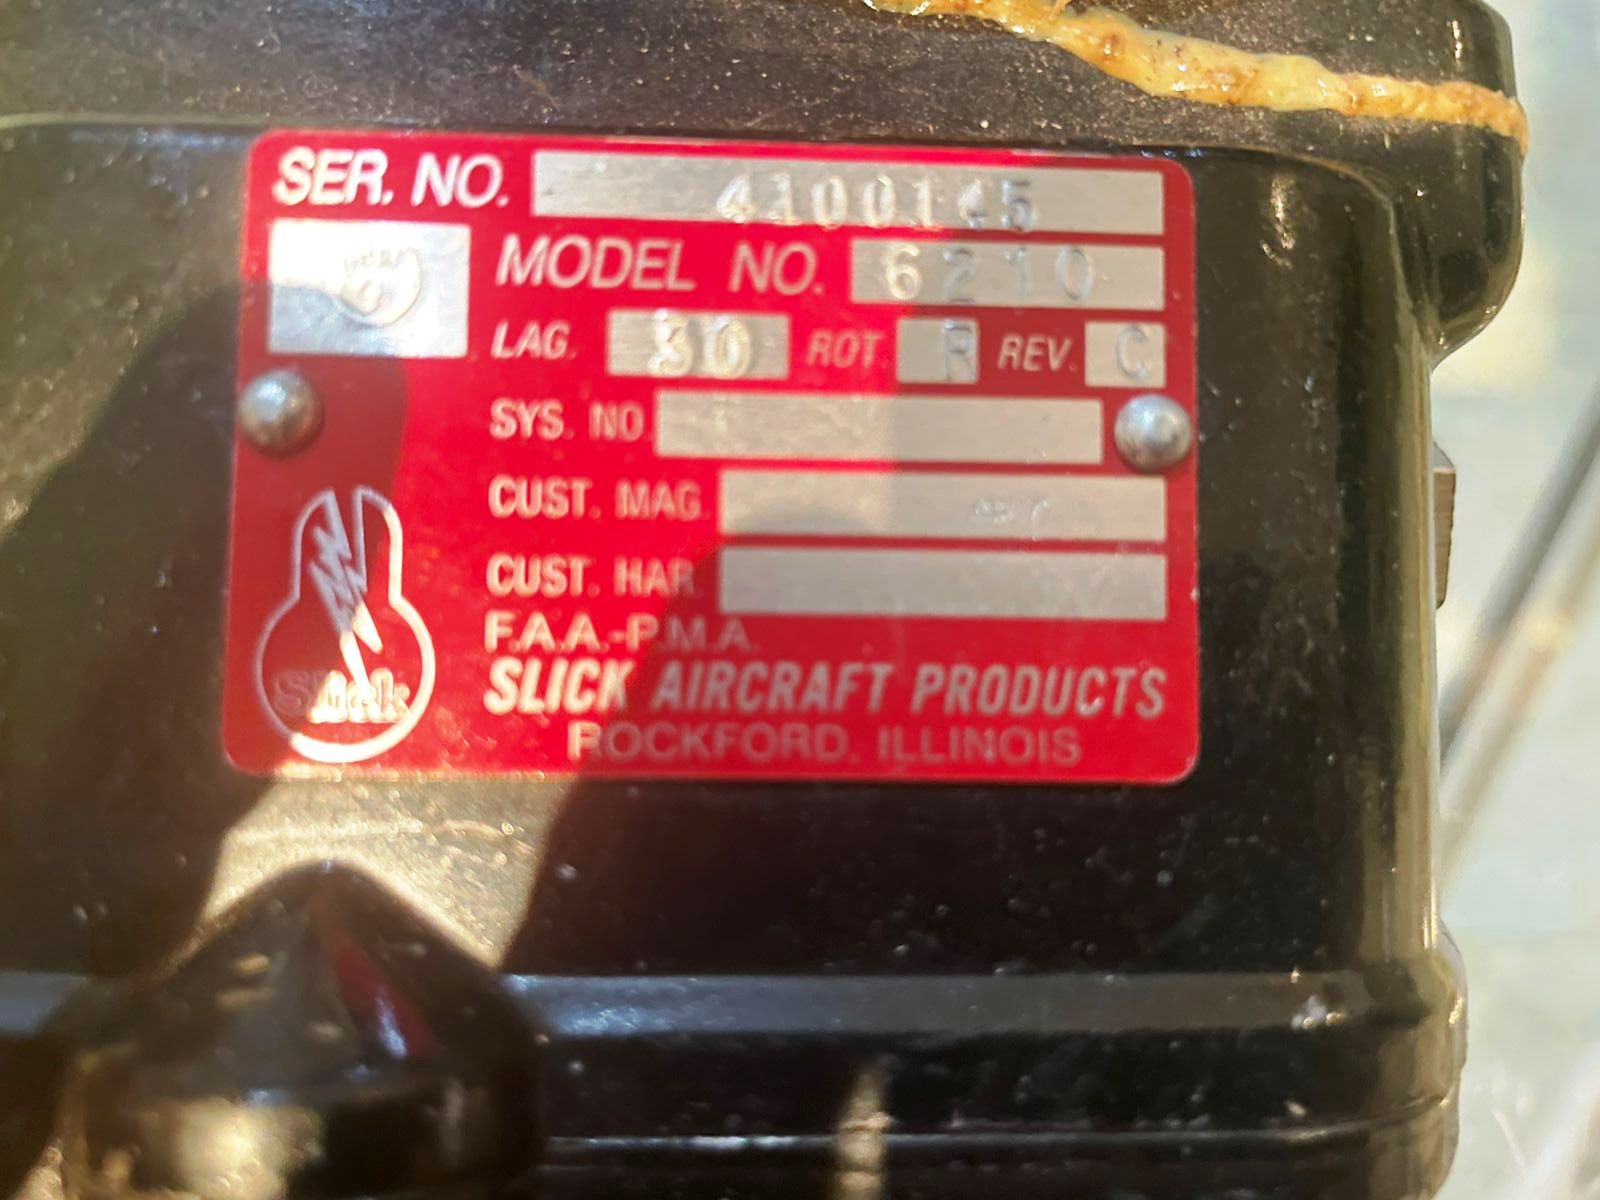 SER. NO. 4100145
MODEL NO. 6210
LAG. 30 ROT. R REV. C
SYS. NO.
CUST. MAG.
CUST. HAR.
F.A.A.-P.M.A.
Slick
SLICK AIRCRAFT PRODUCTS
ROCKFORD, ILLINOIS